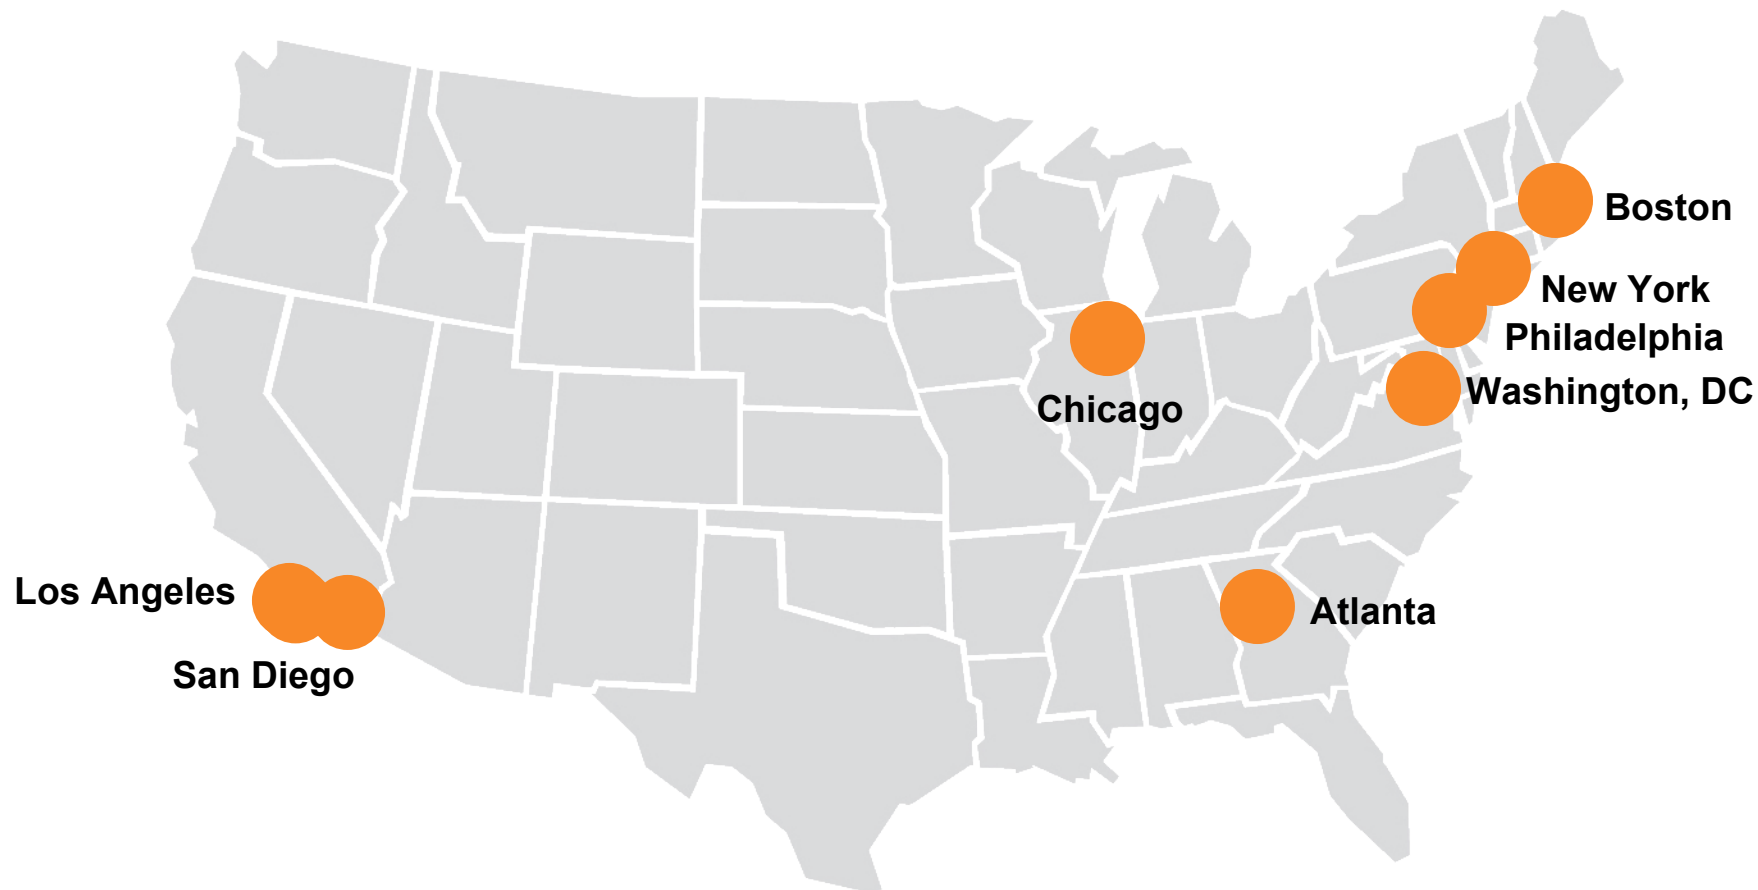 Boston
New York
Philadelphia
Washington, DC
Chicago
Los Angeles
Atlanta
San Diego